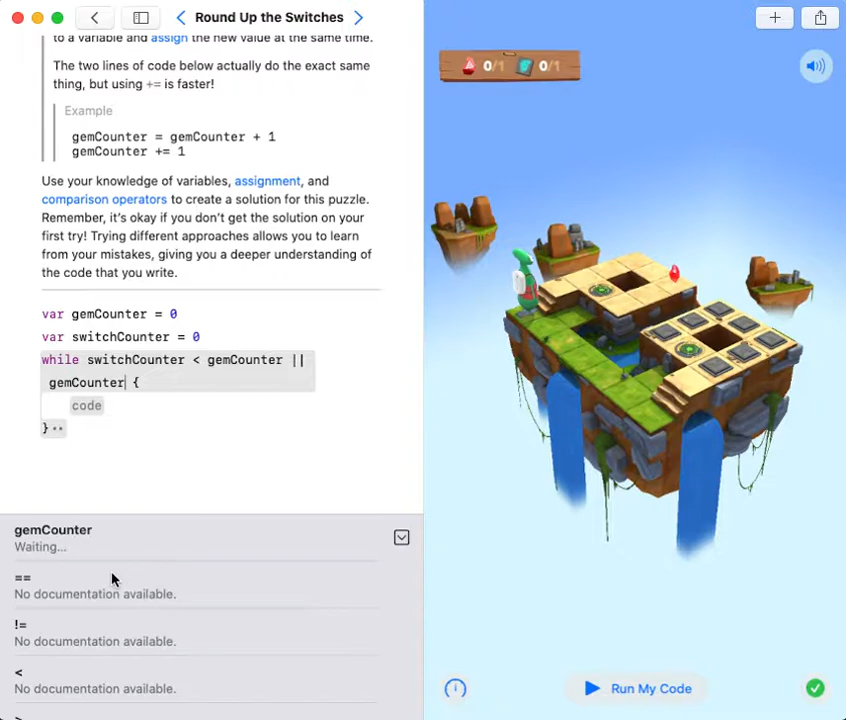 Round Up the Switches
to a variable and assign the new value at the same time.
The two lines of code below actually do the exact same
thing, but using += is faster!
Example
gemCounter = gemCounter + 1
gemCounter += 1
Use your knowledge of variables, assignment, and
comparison operators to create a solution for this puzzle.
Remember, it's okay if you don't get the solution on your
first try! Trying different approaches allows you to learn
from your mistakes, giving you a deeper understanding of
the code that you write.
var gemCounter = 0
var switchCounter = 0
while switchCounter < gemCounter ||
gemCounter {
code
}
gemCounter
Waiting...
==
No documentation available.
!=
No documentation available.
<
No documentation available.
0/1 0/1
Run My Code